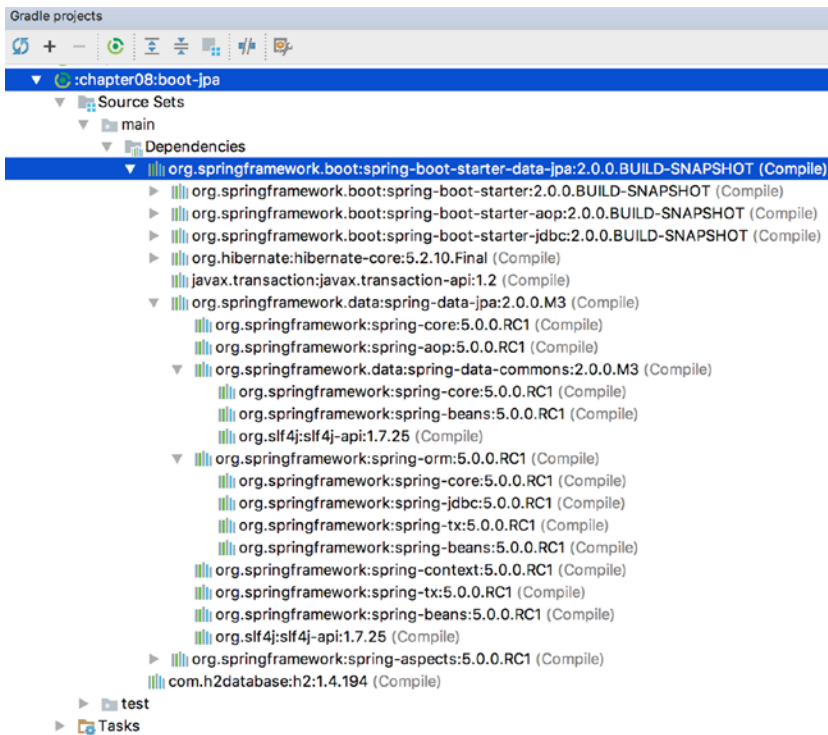 Gradle projects
:chapter08:boot-jpa
Source Sets
main
Dependencies
org.springframework.boot:spring-boot-starter-data-jpa:2.0.0.BUILD-SNAPSHOT (Compile)
org.springframework.boot:spring-boot-starter:2.0.0.BUILD-SNAPSHOT (Compile)
org.springframework.boot:spring-boot-starter-aop:2.0.0.BUILD-SNAPSHOT (Compile)
org.springframework.boot:spring-boot-starter-jdbc:2.0.0.BUILD-SNAPSHOT (Compile)
org.hibernate:hibernate-core:5.2.10.Final (Compile)
javax.transaction:javax.transaction-api:1.2 (Compile)
org.springframework.data:spring-data-jpa:2.0.0.M3 (Compile)
org.springframework:spring-core:5.0.0.RC1 (Compile)
org.springframework:spring-aop:5.0.0.RC1 (Compile)
org.springframework.data:spring-data-commons:2.0.0.M3 (Compile)
org.springframework:spring-core:5.0.0.RC1 (Compile)
org.springframework:spring-beans:5.0.0.RC1 (Compile)
org.slf4j:slf4j-api:1.7.25 (Compile)
org.springframework:spring-orm:5.0.0.RC1 (Compile)
org.springframework:spring-core:5.0.0.RC1 (Compile)
org.springframework:spring-jdbc:5.0.0.RC1 (Compile)
org.springframework:spring-tx:5.0.0.RC1 (Compile)
org.springframework:spring-beans:5.0.0.RC1 (Compile)
org.springframework:spring-context:5.0.0.RC1 (Compile)
org.springframework:spring-tx:5.0.0.RC1 (Compile)
org.springframework:spring-beans:5.0.0.RC1 (Compile)
org.slf4j:slf4j-api:1.7.25 (Compile)
org.springframework:spring-aspects:5.0.0.RC1 (Compile)
com.h2database:h2:1.4.194 (Compile)
test
Tasks